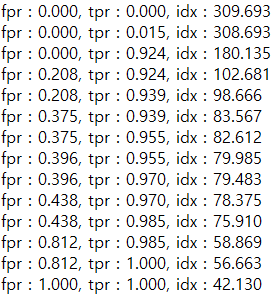 fpr : 0.000, tpr : 0.000, idx : 309.693
fpr : 0.000, tpr : 0.015, idx : 308.693
fpr : 0.000, tpr : 0.924, idx : 180.135
fpr : 0.208, tpr : 0.924, idx : 102.681
fpr : 0.208, tpr : 0.939, idx : 98.666
fpr : 0.375, tpr : 0.939, idx : 83.567
fpr : 0.375, tpr : 0.955, idx : 82.612
fpr : 0.396, tpr : 0.955, idx : 79.985
fpr : 0.396, tpr : 0.970, idx : 79.483
fpr : 0.438, tpr : 0.970, idx : 78.375
fpr : 0.438, tpr : 0.985, idx : 75.910
fpr : 0.812, tpr : 0.985, idx : 58.869
fpr : 0.812, tpr : 1.000, idx : 56.663
fpr : 1.000, tpr : 1.000, idx : 42.130